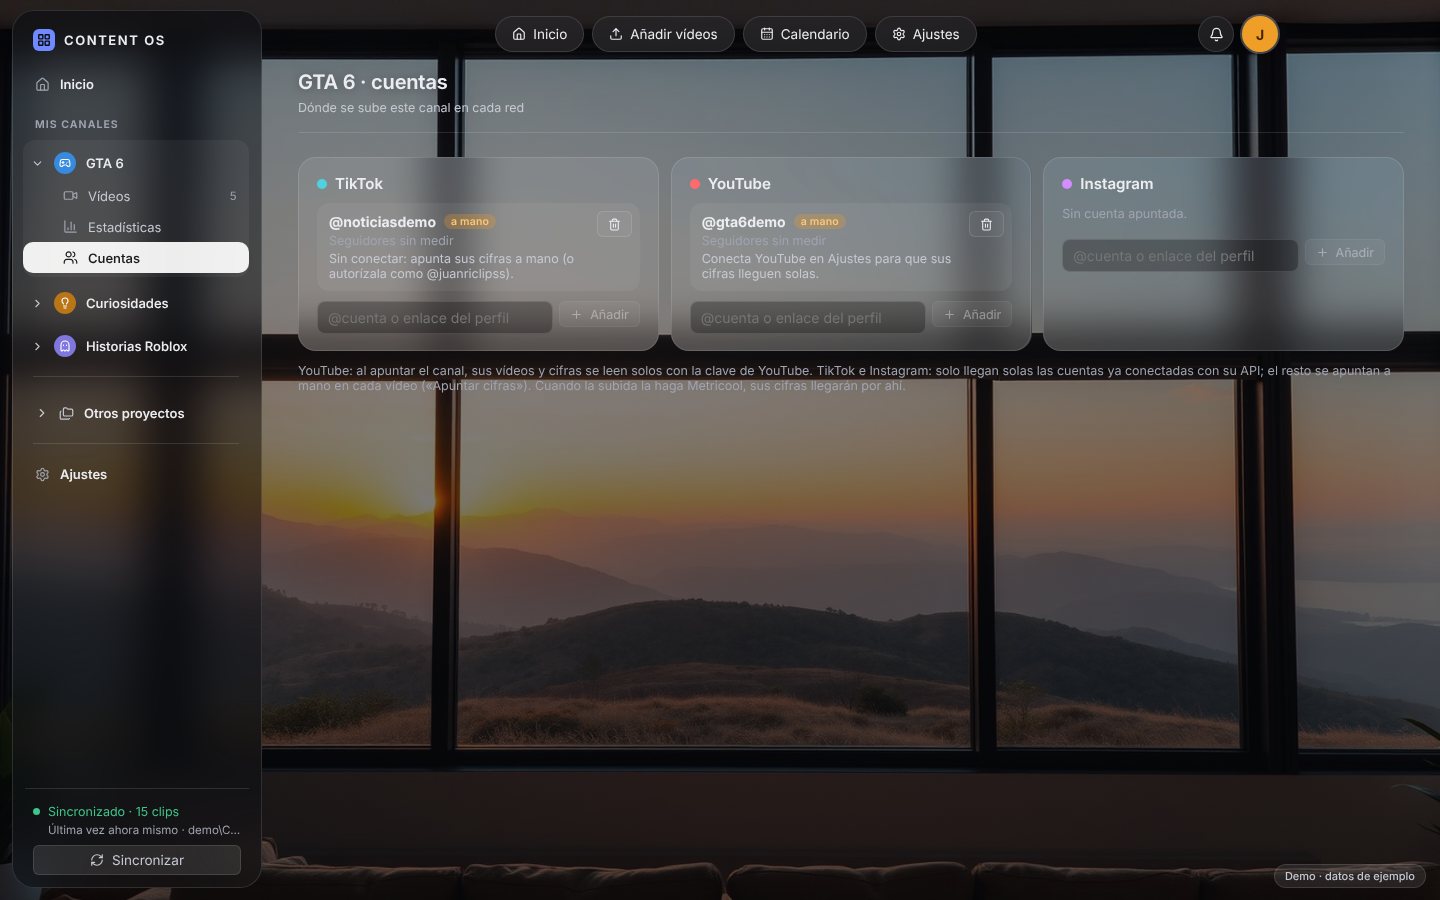 CONTENT OS
Inicio
Añadir vídeos
Calendario
Ajustes
J
Inicio
MIS CANALES
GTA 6
Vídeos
5
Estadísticas
Cuentas
Curiosidades
Historias Roblox
Otros proyectos
Ajustes
Sincronizado · 15 clips
Última vez ahora mismo · demo\C...
Sincronizar
GTA 6 · cuentas
Dónde se sube este canal en cada red
TikTok
@noticiasdemo a mano
Seguidores sin medir
Sin conectar: apunta sus cifras a mano (o
autorízala como @juanriclipss).
@cuenta o enlace del perfil
Añadir
YouTube
@gta6demo a mano
Seguidores sin medir
Conecta YouTube en Ajustes para que sus
cifras lleguen solas.
@cuenta o enlace del perfil
Añadir
Instagram
Sin cuenta apuntada.
@cuenta o enlace del perfil
Añadir
YouTube: al apuntar el canal, sus vídeos y cifras se leen solos con la clave de YouTube. TikTok e Instagram: solo llegan solas las cuentas ya conectadas con su API; el resto se apuntan a
mano en cada vídeo («Apuntar cifras»). Cuando la subida la haga Metricool, sus cifras llegarán por ahí.
Demo · datos de ejemplo